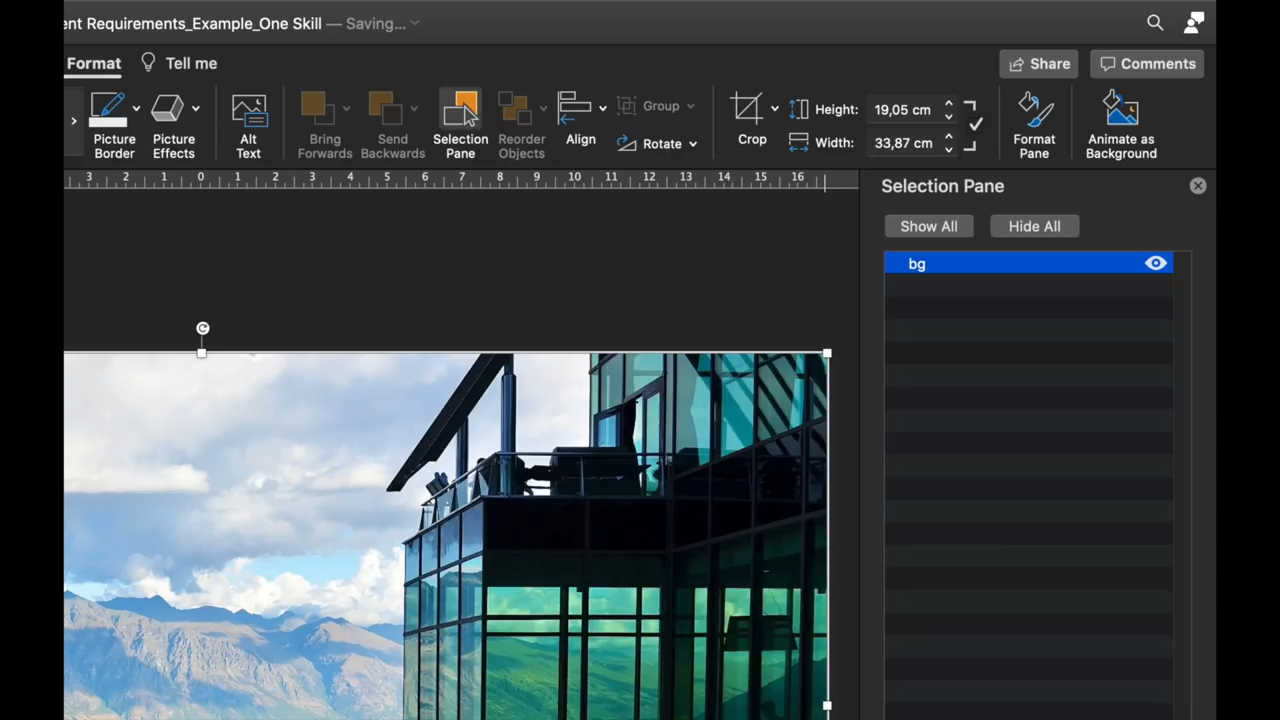 ent Requirements_Example_One Skill — Saving...
Format
Tell me
Share
Comments
Picture
Border
Picture
Effects
Alt
Text
Bring
Forwards
Send
Backwards
Selection
Pane
Reorder
Objects
Align
Group
Rotate
Crop
Height: 19,05 cm
Width: 33,87 cm
Format
Pane
Animate as
Background
3 2 1 0 1 2 3 4 5 6 7 8 9 10 11 12 13 14 15 16
Selection Pane
Show All
Hide All
bg